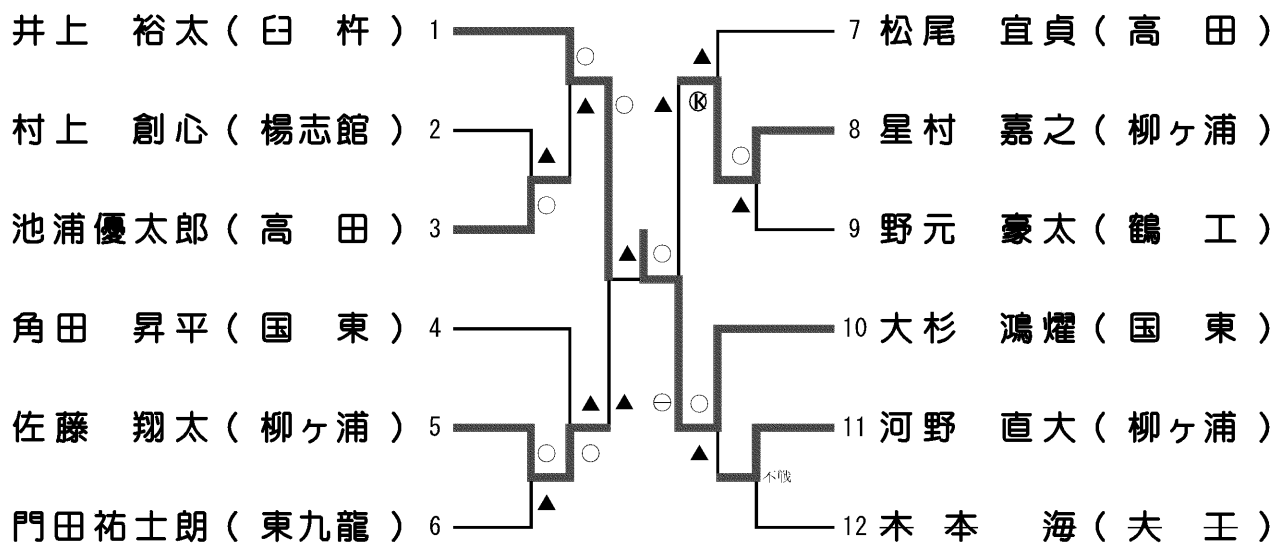 井上 裕太(臼 杵) 1
村上 創心(楊志館) 2
池浦優太郎(高 田) 3
角田 昇平(国 東) 4
佐藤 翔太(柳ヶ浦) 5
門田祐士朗(東九龍) 6
7 松尾 宜貞(高 田)
8 星村 嘉之(柳ヶ浦)
9 野元 豪太(鶴 工)
10 大杉 鴻燿(国 東)
11 河野 直大(柳ヶ浦)
12 木本 海(大 工)
Ⓚ
不戦